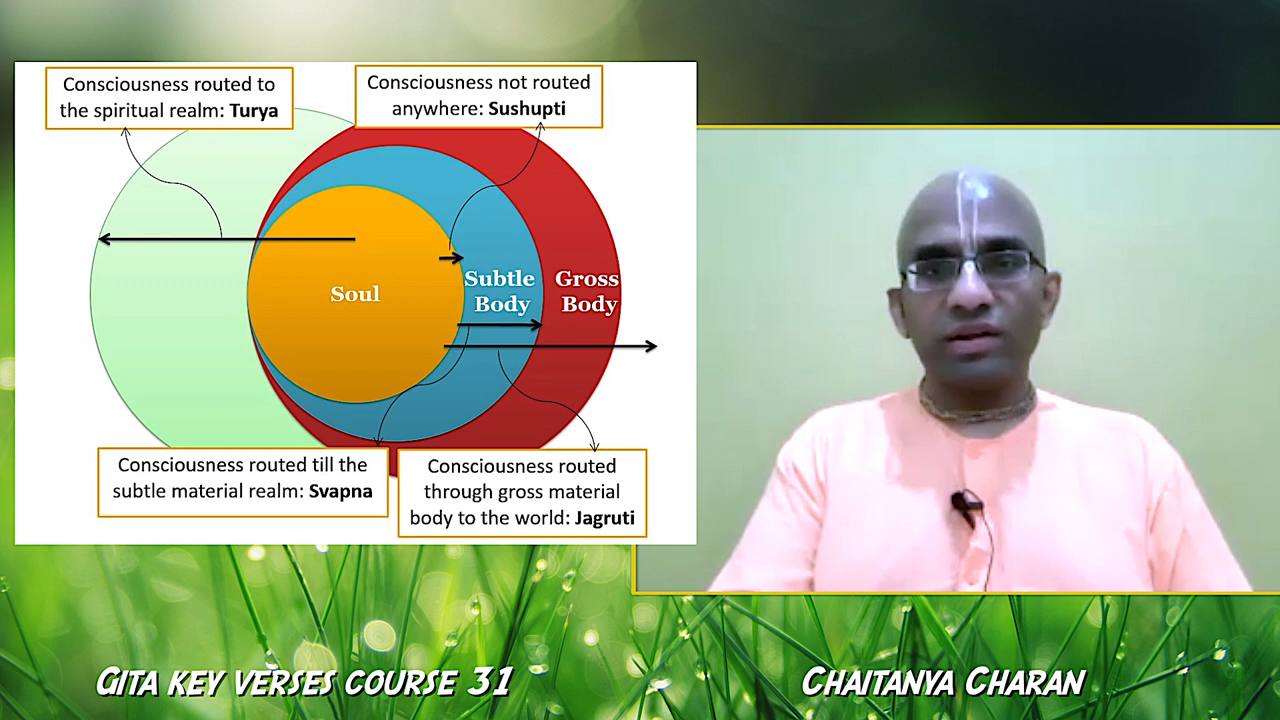 Consciousness routed to
the spiritual realm: Turya
Consciousness not routed
anywhere: Sushupti
Soul
Subtle
Body
Gross
Body
Consciousness routed till the
subtle material realm: Svapna
Consciousness routed
through gross material
body to the world: Jagruti
GITA KEY VERSES COURSE 31
CHAITANYA CHARAN